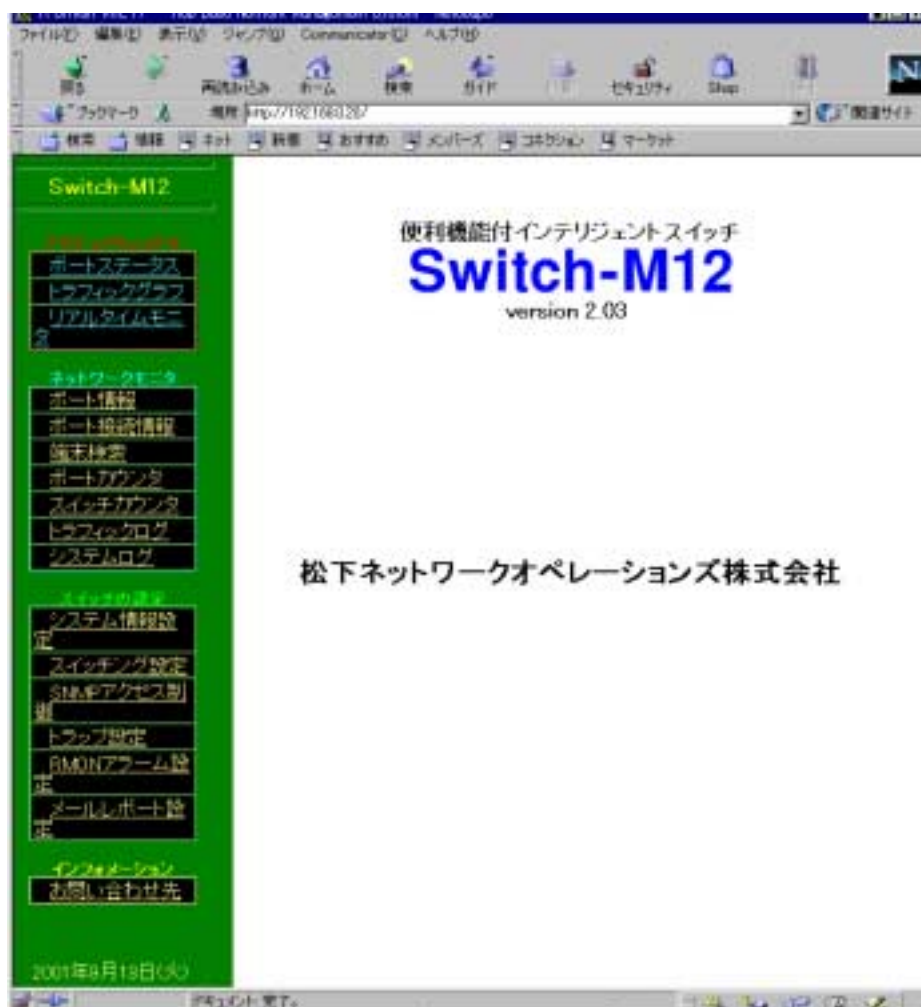 ファイル(F) 編集(E) 表示(V) ジャンプ(G) Communicator(C) ヘルプ(H)
戻る 再読み込み ホーム 検索 ガイド セキュリティ Shop
ブックマーク 場所 関連サイト
検索 情報 ネット 新着 おすすめ メンバーズ コネクション マーケット
Switch-M12
ポートステータス
トラフィックグラフ
リアルタイムモニ
タ
ネットワークモニタ
ポート情報
ポート接続情報
端末検索
ポートカウンタ
スイッチカウンタ
トラフィックログ
システムログ
スイッチの設定
システム情報設
定
スイッチング設定
SNMPアクセス制
御
トラップ設定
RMONアラーム設
定
メールレポート設
定
インフォメーション
お問い合わせ先
便利機能付インテリジェントスイッチ
Switch-M12
version 2.03
松下ネットワークオペレーションズ株式会社
ドキュメント: 完了。